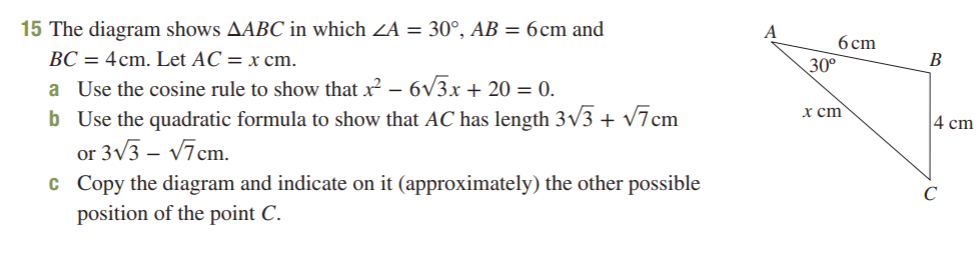 15 The diagram shows ΔABC in which ∠A = 30°, AB = 6 cm and
BC = 4 cm. Let AC = x cm.
a Use the cosine rule to show that x² – 6√3x + 20 = 0.
b Use the quadratic formula to show that AC has length 3√3 + √7 cm
or 3√3 – √7 cm.
c Copy the diagram and indicate on it (approximately) the other possible
position of the point C.
A
6 cm
B
30°
x cm
4 cm
C